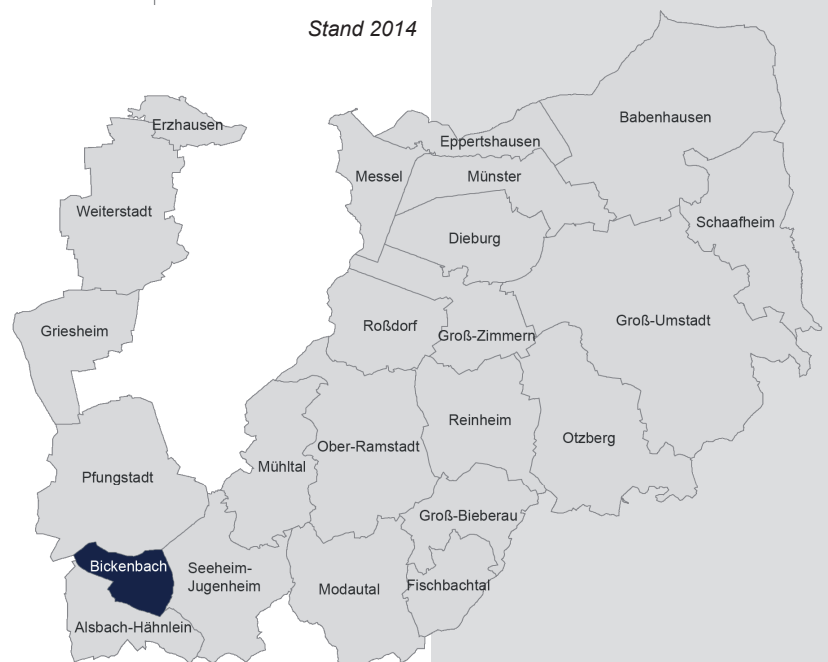 Stand 2014
Babenhausen
Erzhausen
Eppertshausen
Messel
Münster
Weiterstadt
Schaafheim
Dieburg
Groß-Umstadt
Roßdorf
Griesheim
Groß-Zimmern
Reinheim
Otzberg
Ober-Ramstadt
Mühltal
Pfungstadt
Groß-Bieberau
Bickenbach
Seeheim-
Jugenheim
Fischbachtal
Modautal
Alsbach-Hähnlein